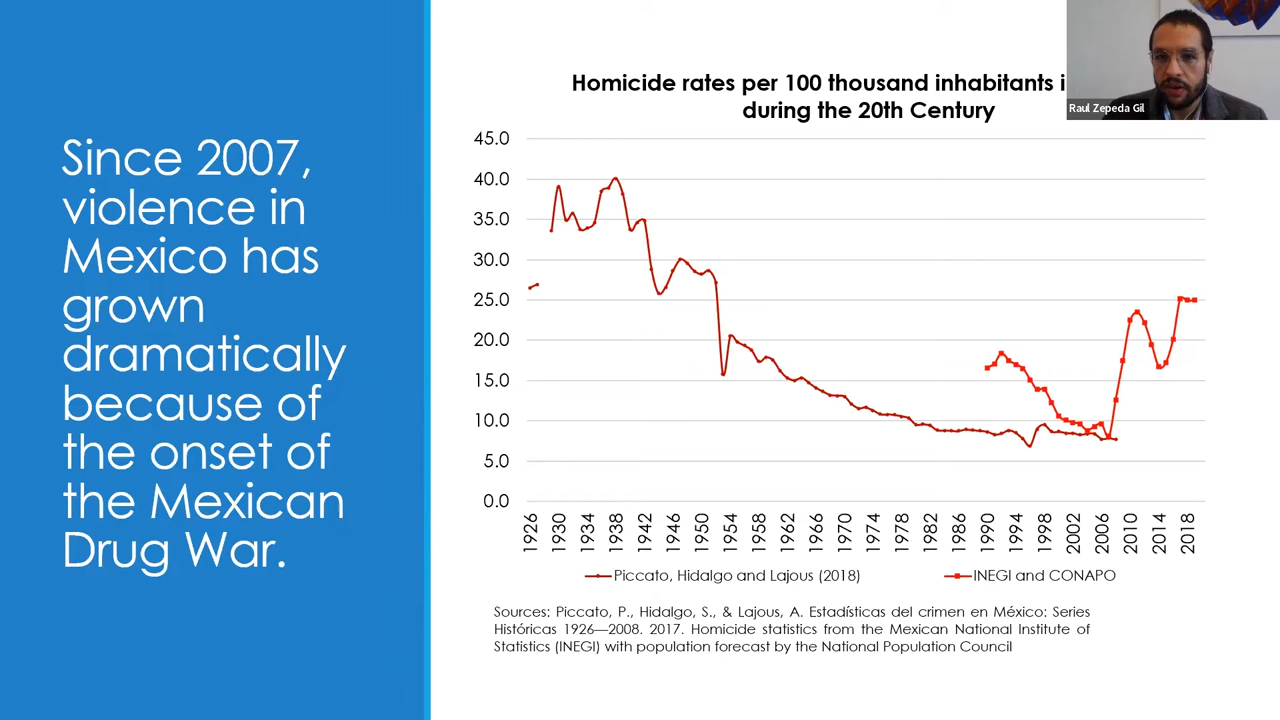 Since 2007,
violence in
Mexico has
grown
dramatically
because of
the onset of
the Mexican
Drug War.
Homicide rates per 100 thousand inhabitants
during the 20th Century
Raul Zepeda Gil
45.0
40.0
35.0
30.0
25.0
20.0
15.0
10.0
5.0
0.0
1926
1930
1934
1938
1942
1946
1950
1954
1958
1962
1966
1970
1974
1978
1982
1986
1990
1994
1998
2002
2006
2010
2014
2018
Piccato, Hidalgo and Lajous (2018)
INEGI and CONAPO
Sources: Piccato, P., Hidalgo, S., & Lajous, A. Estadísticas del crimen en México: Series
Históricas 1926—2008. 2017. Homicide statistics from the Mexican National Institute of
Statistics (INEGI) with population forecast by the National Population Council